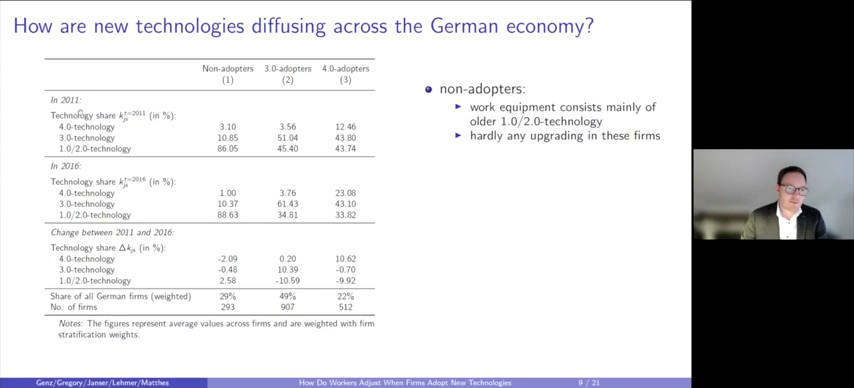 How are new technologies diffusing across the German economy?
Non-adopters 3.0-adopters 4.0-adopters
(1) (2) (3)
In 2011:
Technology share k_{js}^{t=2011} (in %):
4.0-technology 3.10 3.56 12.46
3.0-technology 10.85 51.04 43.80
1.0/2.0-technology 86.05 45.40 43.74
In 2016:
Technology share k_{js}^{t=2016} (in %):
4.0-technology 1.00 3.76 23.08
3.0-technology 10.37 61.43 43.10
1.0/2.0-technology 88.63 34.81 33.82
Change between 2011 and 2016:
Technology share Δk_{js} (in %):
4.0-technology -2.09 0.20 10.62
3.0-technology -0.48 10.39 -0.70
1.0/2.0-technology 2.58 -10.59 -9.92
Share of all German firms (weighted) 29% 49% 22%
No. of firms 293 907 512
Notes: The figures represent average values across firms and are weighted with firm
stratification weights.
non-adopters:
work equipment consists mainly of
older 1.0/2.0-technology
hardly any upgrading in these firms
Genz/Gregory/Janser/Lehmer/Matthes How Do Workers Adjust When Firms Adopt New Technologies 9 / 21